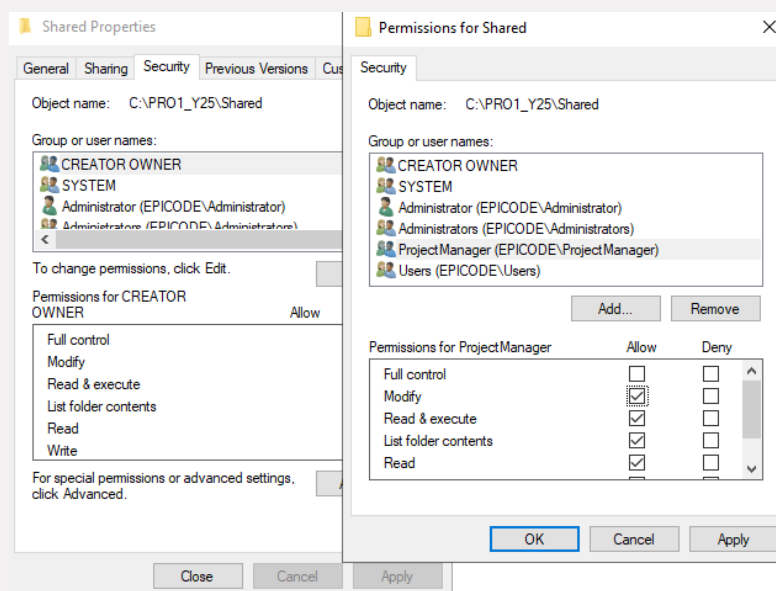 Shared Properties
General Sharing Security Previous Versions Cus
Object name: C:\PRO1_Y25\Shared
Group or user names:
CREATOR OWNER
SYSTEM
Administrator (EPICODE\Administrator)
Administrators (EPICODE\Administrators)
To change permissions, click Edit.
Permissions for CREATOR
OWNER Allow
Full control
Modify
Read & execute
List folder contents
Read
Write
For special permissions or advanced settings,
click Advanced.
Close Cancel Apply
Permissions for Shared
Security
Object name: C:\PRO1_Y25\Shared
Group or user names:
CREATOR OWNER
SYSTEM
Administrator (EPICODE\Administrator)
Administrators (EPICODE\Administrators)
ProjectManager (EPICODE\ProjectManager)
Users (EPICODE\Users)
Add... Remove
Permissions for ProjectManager Allow Deny
Full control
Modify
Read & execute
List folder contents
Read
OK Cancel Apply